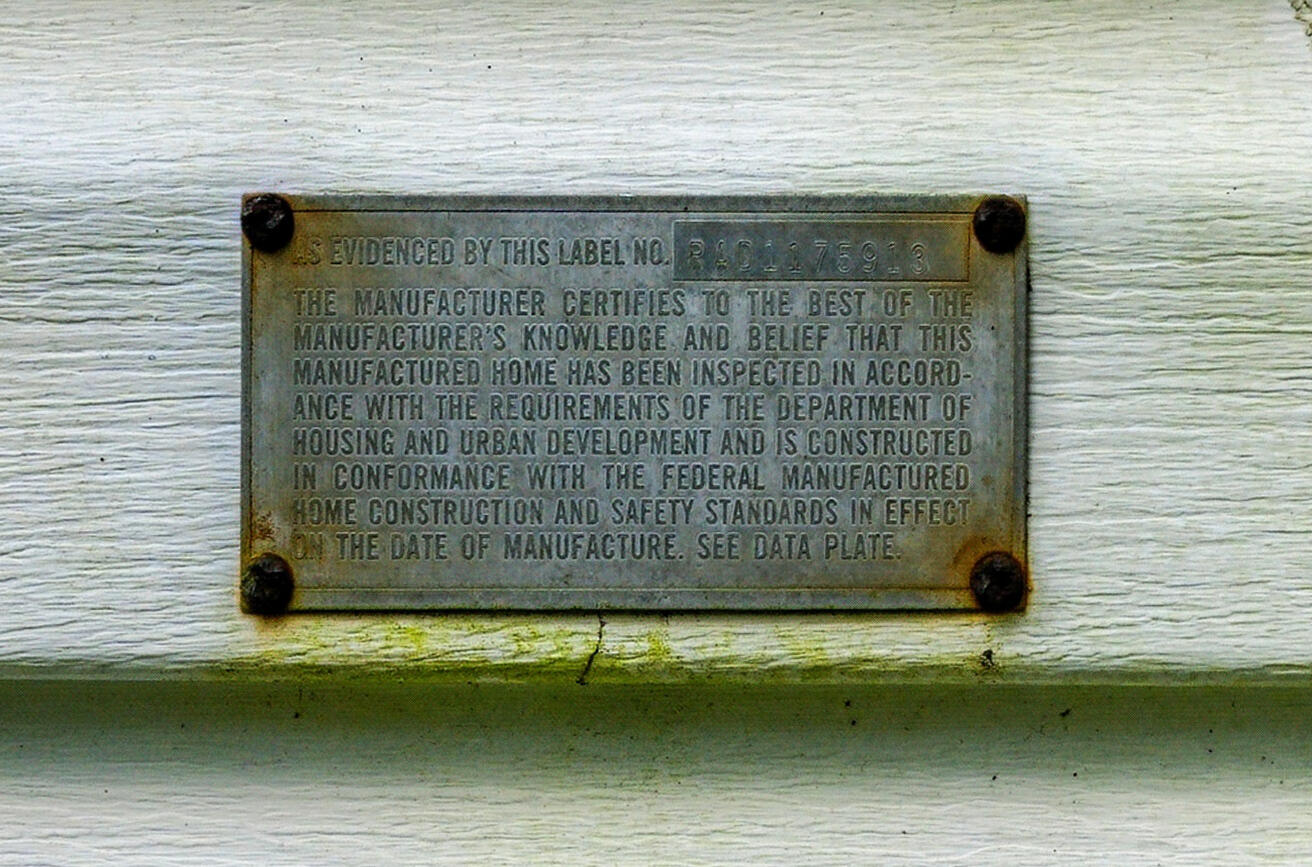 AS EVIDENCED BY THIS LABEL NO. RAD1175913
THE MANUFACTURER CERTIFIES TO THE BEST OF THE
MANUFACTURER'S KNOWLEDGE AND BELIEF THAT THIS
MANUFACTURED HOME HAS BEEN INSPECTED IN ACCORD-
ANCE WITH THE REQUIREMENTS OF THE DEPARTMENT OF
HOUSING AND URBAN DEVELOPMENT AND IS CONSTRUCTED
IN CONFORMANCE WITH THE FEDERAL MANUFACTURED
HOME CONSTRUCTION AND SAFETY STANDARDS IN EFFECT
ON THE DATE OF MANUFACTURE. SEE DATA PLATE.